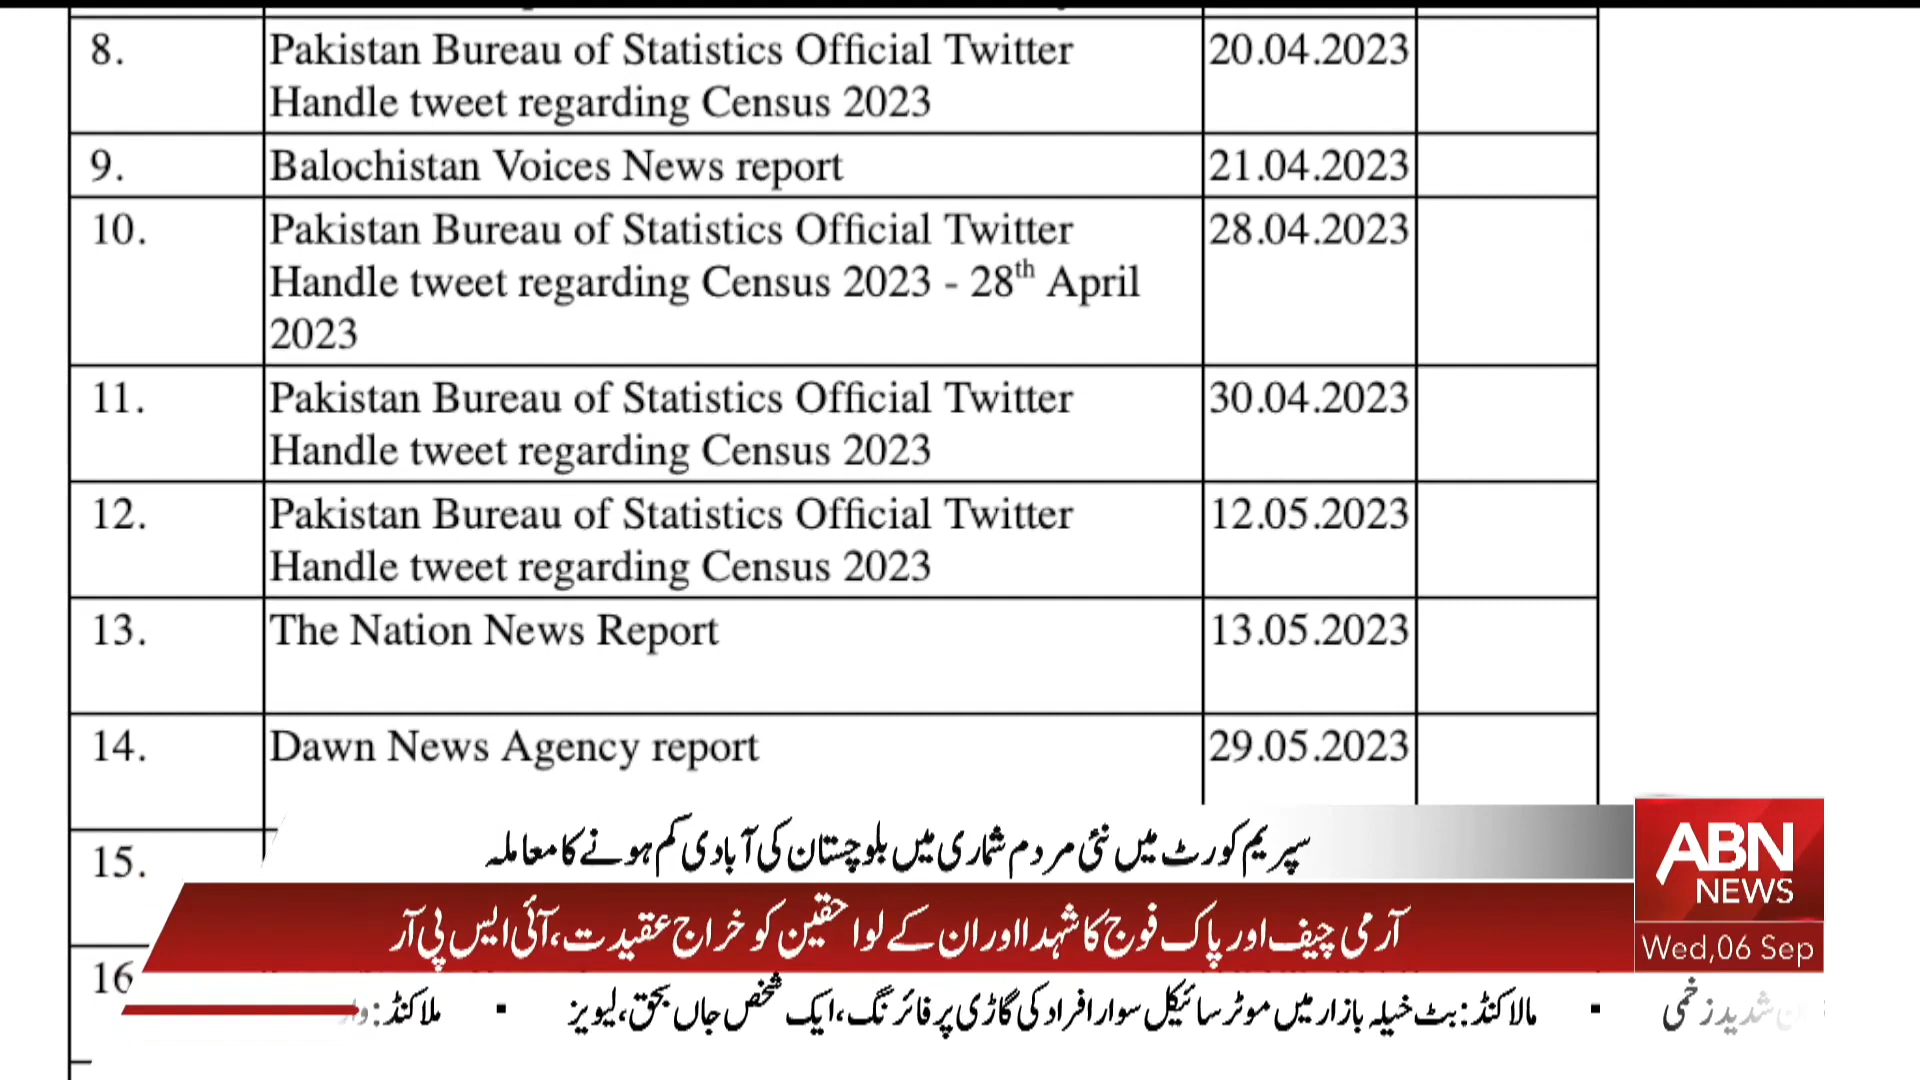 8. Pakistan Bureau of Statistics Official Twitter 20.04.2023
Handle tweet regarding Census 2023
9. Balochistan Voices News report 21.04.2023
10. Pakistan Bureau of Statistics Official Twitter 28.04.2023
Handle tweet regarding Census 2023 - 28th April
2023
11. Pakistan Bureau of Statistics Official Twitter 30.04.2023
Handle tweet regarding Census 2023
12. Pakistan Bureau of Statistics Official Twitter 12.05.2023
Handle tweet regarding Census 2023
13. The Nation News Report 13.05.2023
14. Dawn News Agency report 29.05.2023
15.
16
سپریم کورٹ میں نئی مردم شماری میں بلوچستان کی آبادی کم ہونے کا معاملہ
آرمی چیف اور پاک فوج کا شہدا اور ان کے لواحقین کو خراج عقیدت، آئی ایس پی آر
ABN
NEWS
Wed,06 Sep
شدید زخمی ▪ مالاکنڈ: بٹ خیلہ بازار میں موٹر سائیکل سوار افراد کی گاڑی پر فائرنگ، ایک شخص جاں بحق، لیویز ▪ ملاکنڈ: